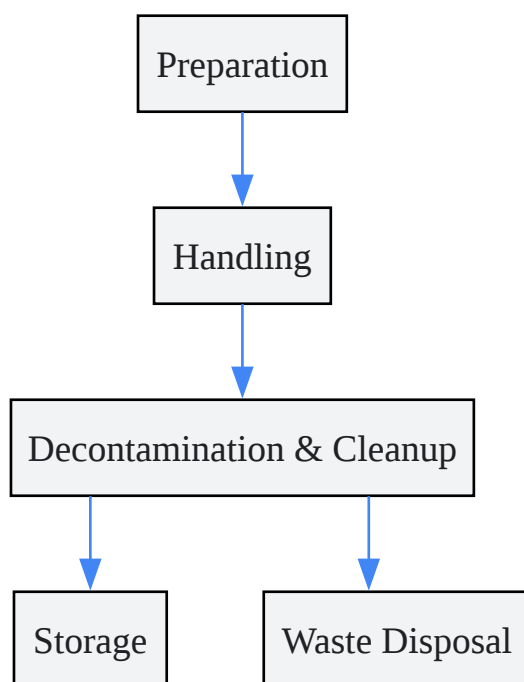 Preparation
Handling
Decontamination & Cleanup
Storage
Waste Disposal